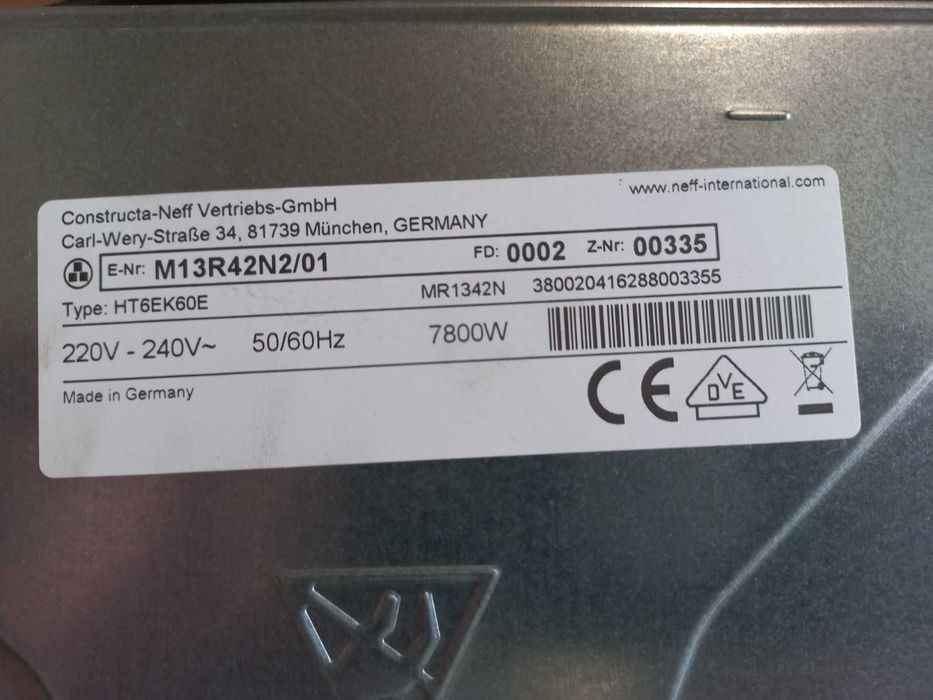 www.neff-international.com
Constructa-Neff Vertriebs-GmbH
Carl-Wery-Straße 34, 81739 München, GERMANY
E-Nr: M13R42N2/01 FD: 0002 Z-Nr: 00335
Type: HT6EK60E MR1342N 380020416288003355
220V - 240V~ 50/60Hz 7800W
Made in Germany
CE DVE